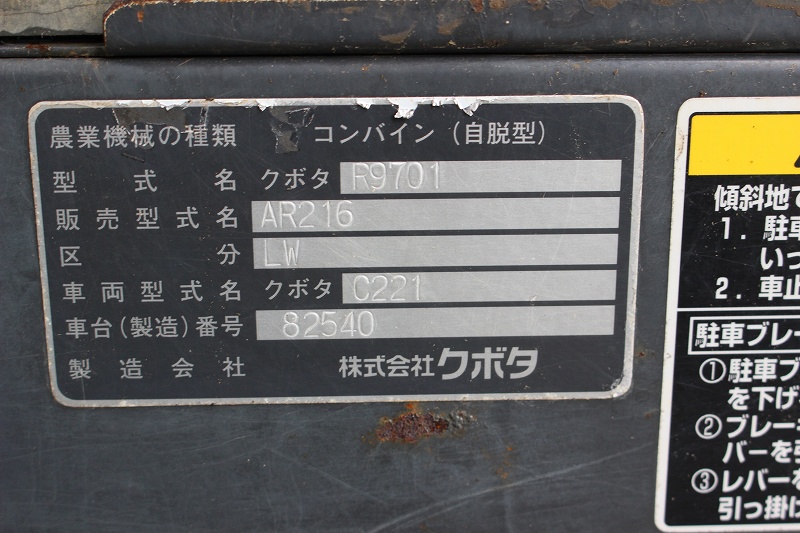 農業機械の種類 コンバイン（自脱型）
型式名 クボタ R9701
販売型式名 AR216
区分 LW
車両型式名 クボタ C221
車台(製造)番号 82540
製造会社 株式会社クボタ
傾斜地で
1. 駐車
いつ
2. 車止
駐車ブレー
①駐車ブ
を下げ
②ブレーキ
バーを引
③レバーを
引っ掛け